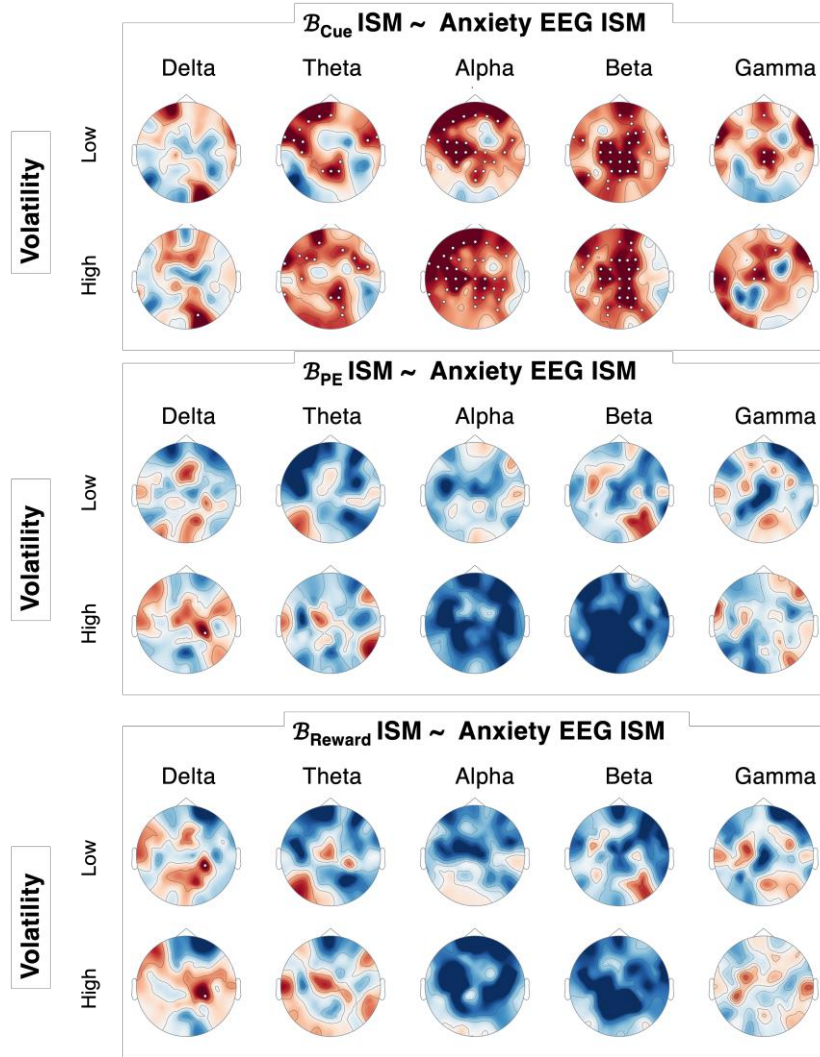 ℬCue ISM ~ Anxiety EEG ISM
Delta Theta Alpha Beta Gamma
Volatility
Low
High
ℬPE ISM ~ Anxiety EEG ISM
Delta Theta Alpha Beta Gamma
Volatility
Low
High
ℬReward ISM ~ Anxiety EEG ISM
Delta Theta Alpha Beta Gamma
Volatility
Low
High